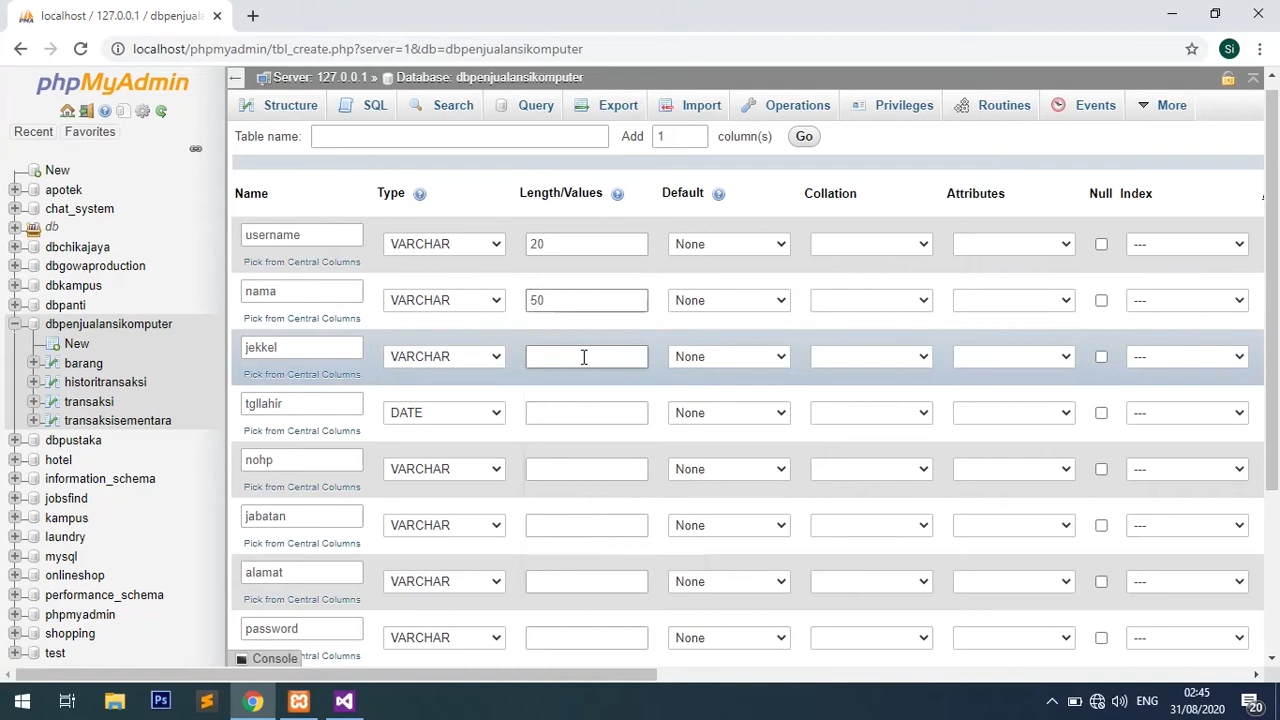 localhost / 127.0.0.1 / dbpenjuala
localhost/phpmyadmin/tbl_create.php?server=1&db=dbpenjualansikomputer
Si
phpMyAdmin
Recent Favorites
New
apotek
chat_system
db
dbchikajaya
dbgowaproduction
dbkampus
dbpanti
dbpenjualansikomputer
New
barang
historitransaksi
transaksi
transaksisementara
dbpustaka
hotel
information_schema
jobsfind
kampus
laundry
mysql
onlineshop
performance_schema
phpmyadmin
shopping
test
Server: 127.0.0.1 » Database: dbpenjualansikomputer
Structure SQL Search Query Export Import Operations Privileges Routines Events More
Table name: Add 1 column(s) Go
Name Type Length/Values Default Collation Attributes Null Index
username VARCHAR 20 None ---
Pick from Central Columns
nama VARCHAR 50 None ---
Pick from Central Columns
jekkel VARCHAR None ---
Pick from Central Columns
tgllahir DATE None ---
Pick from Central Columns
nohp VARCHAR None ---
Pick from Central Columns
jabatan VARCHAR None ---
Pick from Central Columns
alamat VARCHAR None ---
Pick from Central Columns
password VARCHAR None ---
Console ntral Columns
Ps ENG 02:45
31/08/2020 20